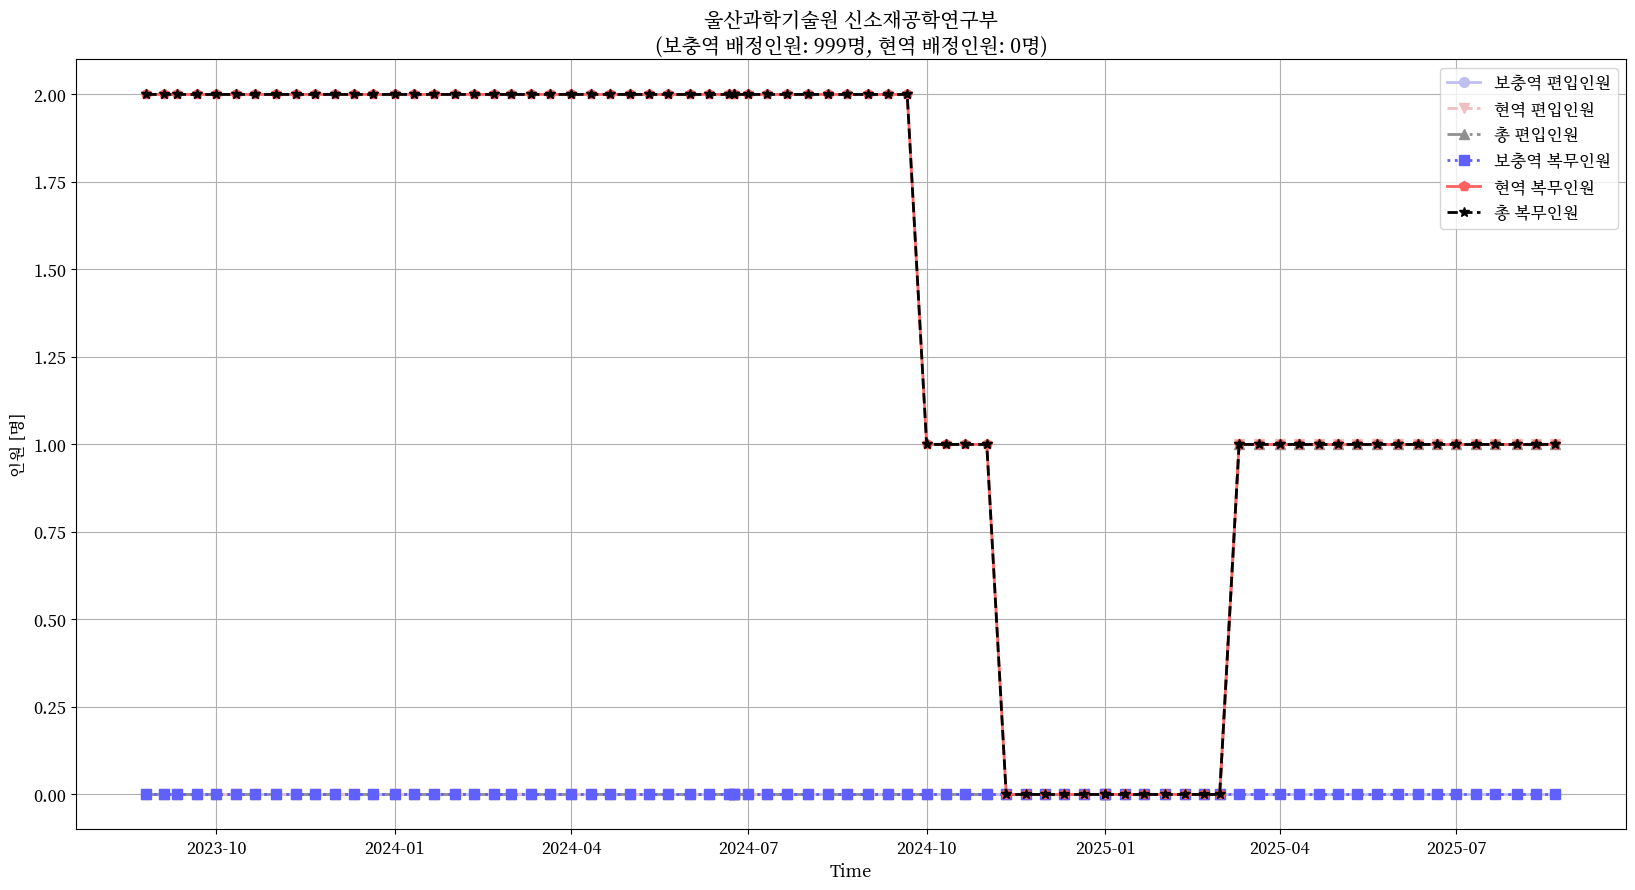 울산과학기술원 신소재공학연구부
(보충역 배정인원: 999명, 현역 배정인원: 0명)
보충역 편입인원
현역 편입인원
총 편입인원
보충역 복무인원
현역 복무인원
총 복무인원
인원 [명]
2.00
1.75
1.50
1.25
1.00
0.75
0.50
0.25
0.00
2023-10
2024-01
2024-04
2024-07
2024-10
2025-01
2025-04
2025-07
Time